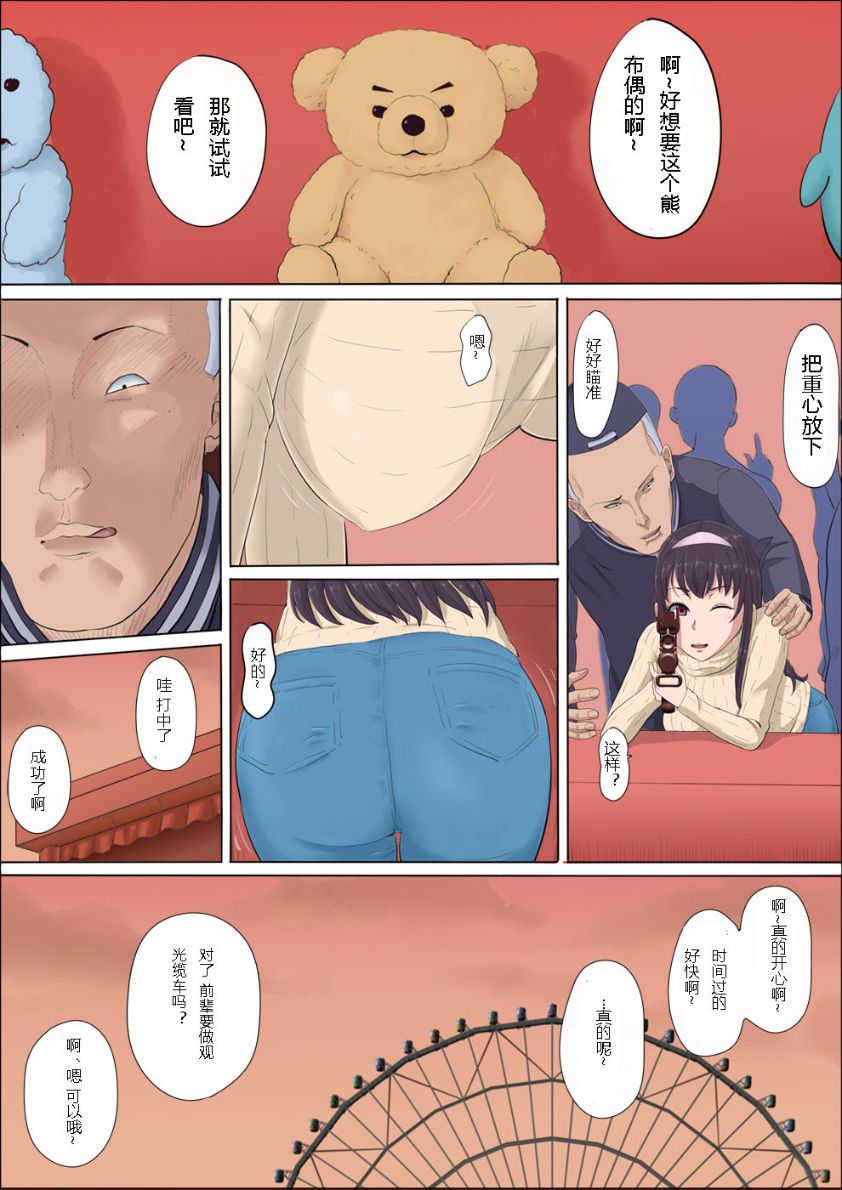 啊~好想要这个熊
布偶的啊~
那就试试
看吧~
把重心放下
好好瞄准
这样？
嗯~
好的~
哇 打中了
成功了啊
啊~真的开心啊~
时间过的
好快啊~
…真的呢~
对了 前辈要做观
光缆车吗？
啊、嗯 可以哦~